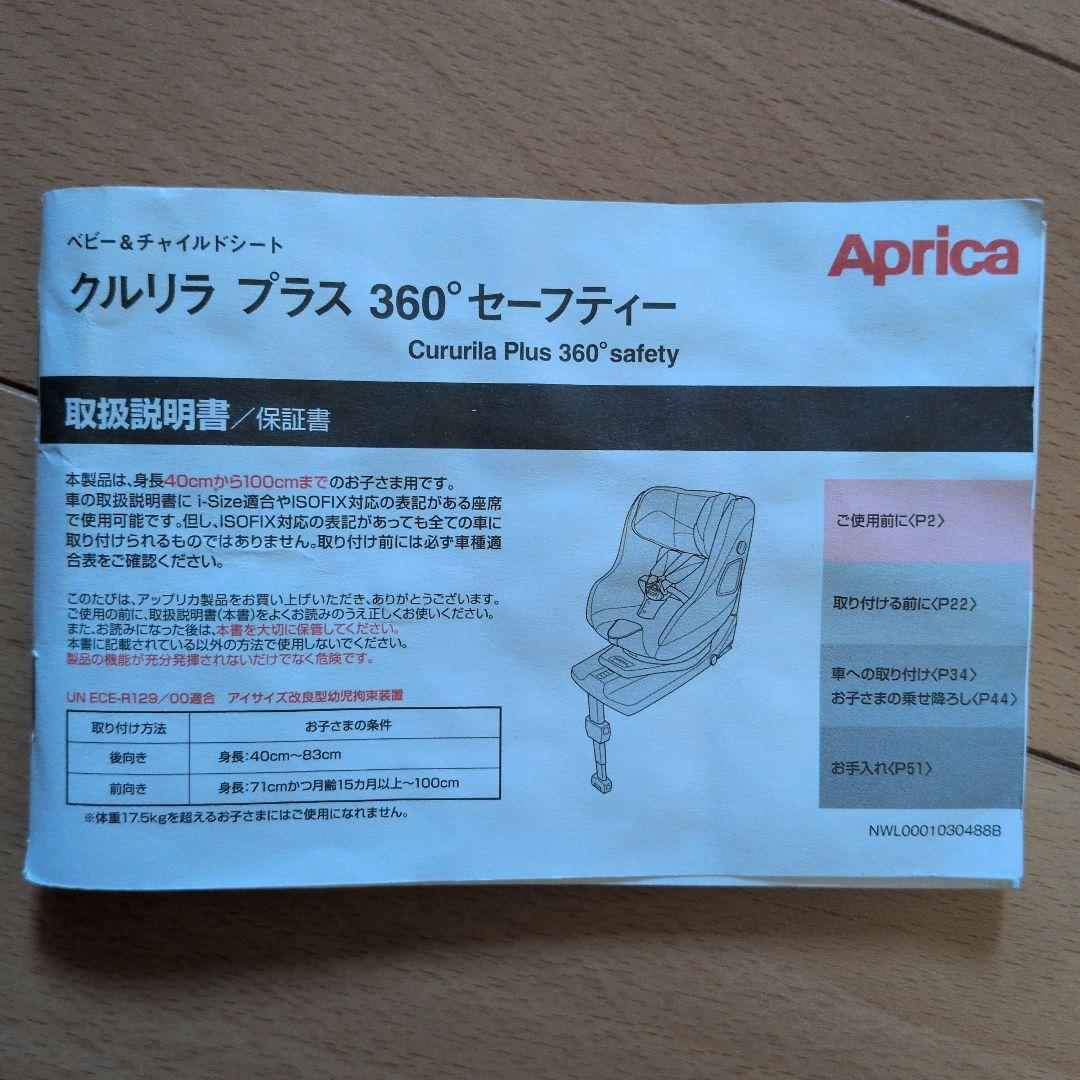 ベビー＆チャイルドシート
Aprica
クルリラ プラス 360°セーフティー
Cururila Plus 360°safety
取扱説明書／保証書
本製品は、身長40cmから100cmまでのお子さま用です。
車の取扱説明書に i-Size適合やISOFIX対応の表記がある座席
で使用可能です。但し、ISOFIX対応の表記があっても全ての車に
取り付けられるものではありません。取り付け前には必ず車種適
合表をご確認ください。
このたびは、アップリカ製品をお買い上げいただき、ありがとうございます。
ご使用の前に、取扱説明書(本書)をよくお読みのうえ正しくお使いください。
また、お読みになった後は、本書を大切に保管してください。
本書に記載されている以外の方法で使用しないでください。
製品の機能が充分発揮されないだけでなく危険です。
UN ECE-R129／00適合　アイサイズ改良型幼児拘束装置
取り付け方法　お子さまの条件
後向き　身長：40cm～83cm
前向き　身長：71cmかつ月齢15カ月以上～100cm
※体重17.5kgを超えるお子さまにはご使用になれません。
ご使用前に〈P2〉
取り付ける前に〈P22〉
車への取り付け〈P34〉
お子さまの乗せ降ろし〈P44〉
お手入れ〈P51〉
NWL0001030488B